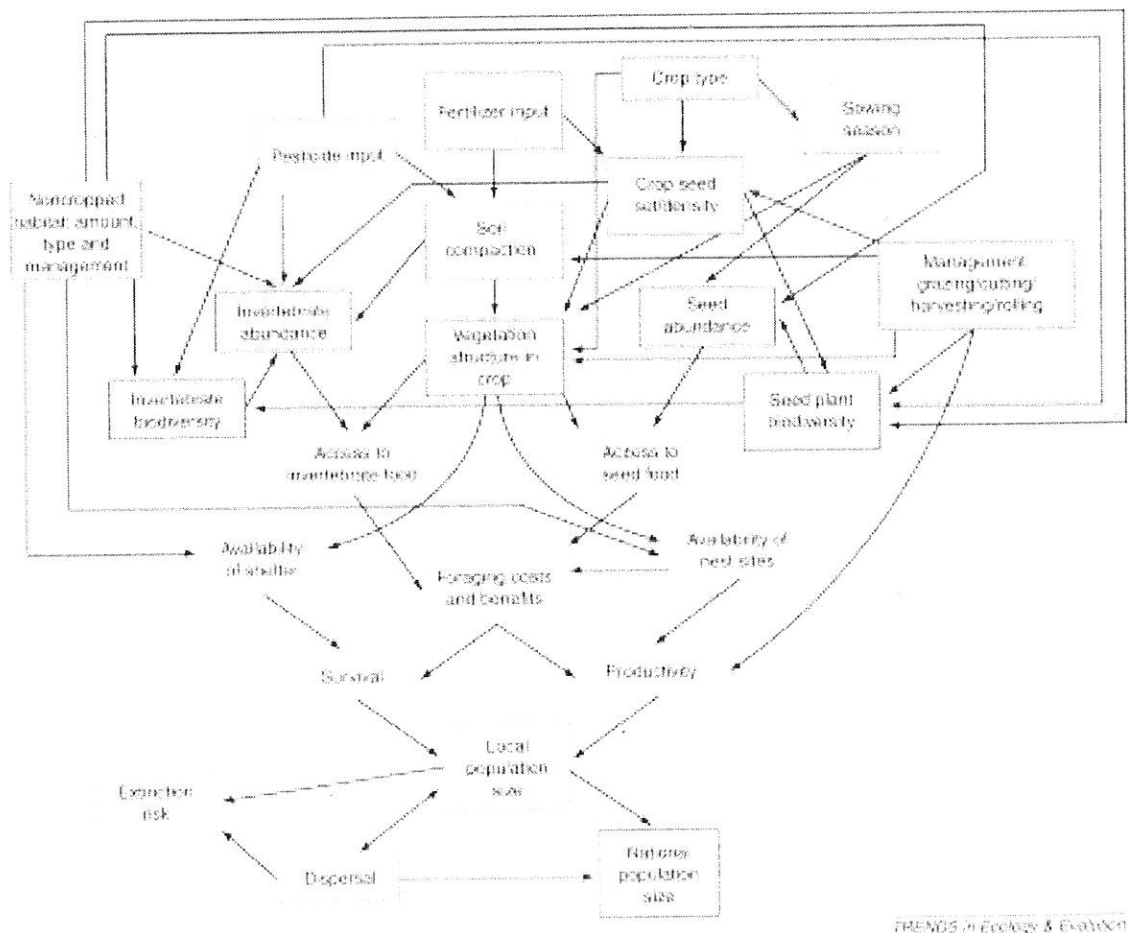 Crop type
Fertilizer input
Sowing
season
Pesticide input
Noncropped
habitat: amount,
type and
management
Crop seed
set/density
Soil
compaction
Management:
grazing/cutting/
harvesting/rolling
Invertebrate
abundance
Seed
abundance
Vegetation
structure in
crop
Invertebrate
biodiversity
Seed plant
biodiversity
Access to
invertebrate food
Access to
seed food
Availability
of shelter
Availability of
nest sites
Foraging costs
and benefits
Survival
Productivity
Local
population
size
Extinction
risk
Dispersal
National
population
size
TRENDS in Ecology & Evolution